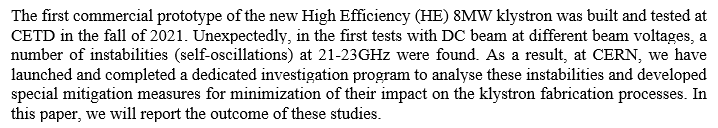 The first commercial prototype of the new High Efficiency (HE) 8MW klystron was built and tested at
CETD in the fall of 2021. Unexpectedly, in the first tests with DC beam at different beam voltages, a
number of instabilities (self-oscillations) at 21-23GHz were found. As a result, at CERN, we have
launched and completed a dedicated investigation program to analyse these instabilities and developed
special mitigation measures for minimization of their impact on the klystron fabrication processes. In
this paper, we will report the outcome of these studies.